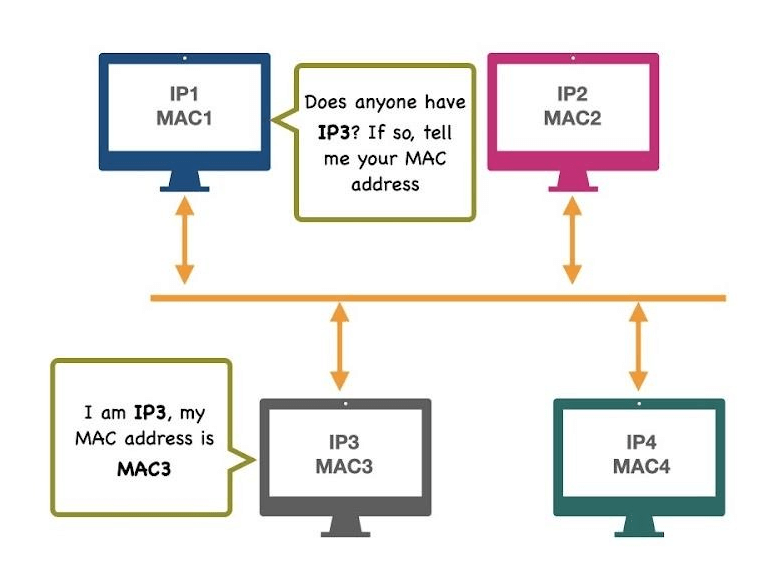 IP1
MAC1
Does anyone have
IP3? If so, tell
me your MAC
address
IP2
MAC2
I am IP3, my
MAC address is
MAC3
IP3
MAC3
IP4
MAC4